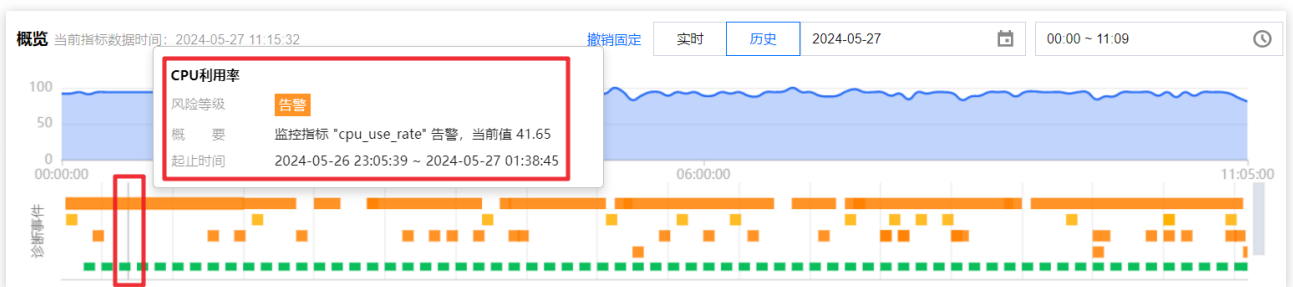 概览 当前指标数据时间：2024-05-27 11:15:32 撤销固定 实时 历史 2024-05-27 00:00 ~ 11:09
CPU利用率
风险等级 告警
概 要 监控指标 "cpu_use_rate" 告警，当前值 41.65
起止时间 2024-05-26 23:05:39 ~ 2024-05-27 01:38:45
100
50
0
00:00:00 06:00:00 11:05:00
诊断事件